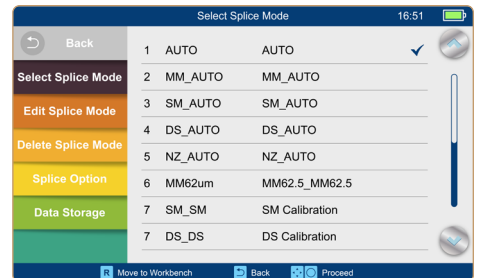 Select Splice Mode 16:51
Back
Select Splice Mode
Edit Splice Mode
Delete Splice Mode
Splice Option
Data Storage
1 AUTO AUTO
2 MM_AUTO MM_AUTO
3 SM_AUTO SM_AUTO
4 DS_AUTO DS_AUTO
5 NZ_AUTO NZ_AUTO
6 MM62um MM62.5_MM62.5
7 SM_SM SM Calibration
7 DS_DS DS Calibration
R Move to Workbench Back Proceed